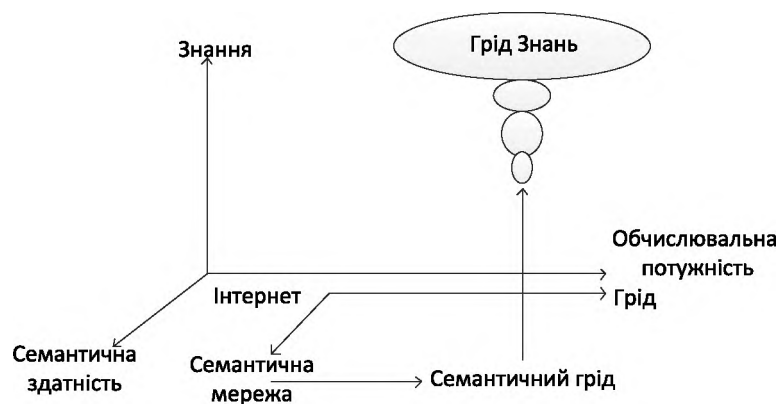 Грід Знань
Знання
Обчислювальна
потужність
Інтернет
Грід
Семантична
здатність
Семантична
мережа
Семантичний грід